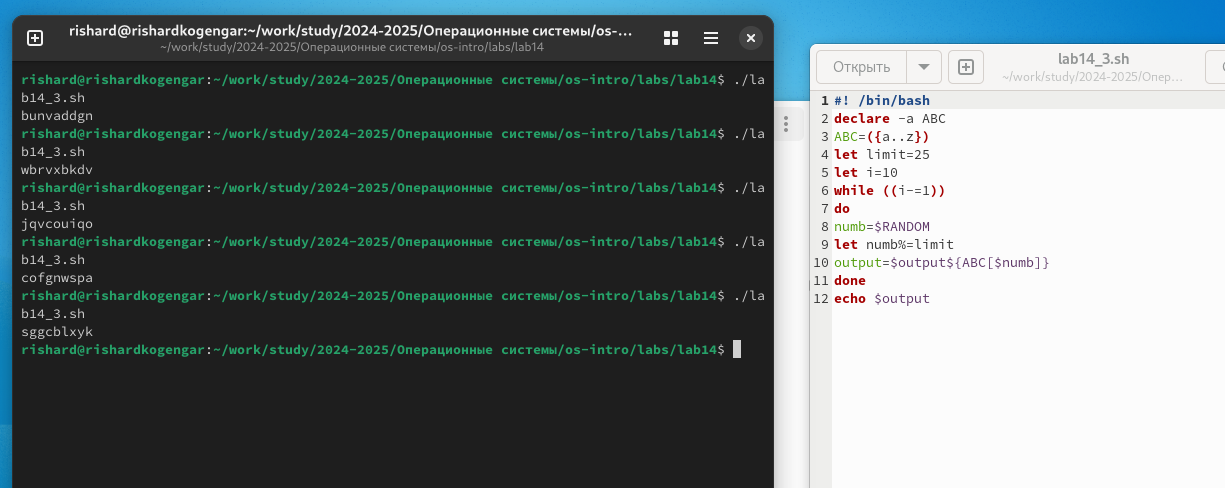 rishard@rishardkogengar:~/work/study/2024-2025/Операционные системы/os-...
~/work/study/2024-2025/Операционные системы/os-intro/labs/lab14
rishard@rishardkogengar:~/work/study/2024-2025/Операционные системы/os-intro/labs/lab14$ ./la
b14_3.sh
bunvaddgn
rishard@rishardkogengar:~/work/study/2024-2025/Операционные системы/os-intro/labs/lab14$ ./la
b14_3.sh
wbrvxbkdv
rishard@rishardkogengar:~/work/study/2024-2025/Операционные системы/os-intro/labs/lab14$ ./la
b14_3.sh
jqvcouiqo
rishard@rishardkogengar:~/work/study/2024-2025/Операционные системы/os-intro/labs/lab14$ ./la
b14_3.sh
cofgnwspa
rishard@rishardkogengar:~/work/study/2024-2025/Операционные системы/os-intro/labs/lab14$ ./la
b14_3.sh
sggcblxyk
rishard@rishardkogengar:~/work/study/2024-2025/Операционные системы/os-intro/labs/lab14$
Открыть
lab14_3.sh
~/work/study/2024-2025/Опер...
1 #! /bin/bash
2 declare -a ABC
3 ABC=({a..z})
4 let limit=25
5 let i=10
6 while ((i-=1))
7 do
8 numb=$RANDOM
9 let numb%=limit
10 output=$output${ABC[$numb]}
11 done
12 echo $output